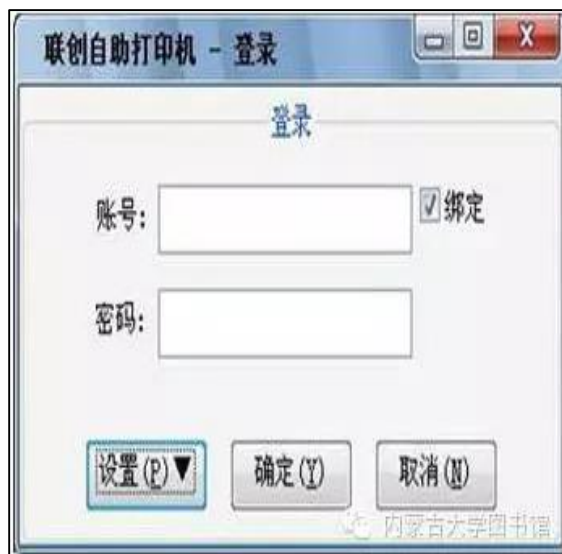 联创自助打印机 - 登录
登录
账号:
绑定
密码:
设置(P)▼
确定(Y)
取消(N)
内蒙古大学图书馆